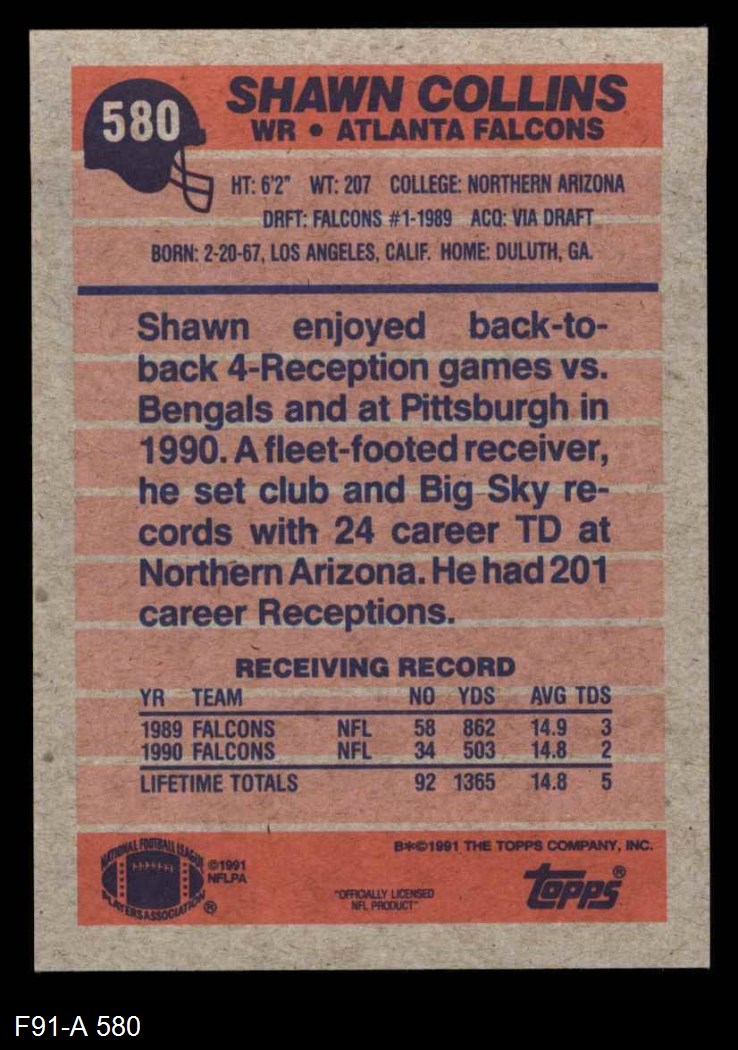 580
SHAWN COLLINS
WR • ATLANTA FALCONS
HT: 6'2" WT: 207 COLLEGE: NORTHERN ARIZONA
DRFT: FALCONS #1-1989 ACQ: VIA DRAFT
BORN: 2-20-67, LOS ANGELES, CALIF. HOME: DULUTH, GA.
Shawn enjoyed back-to-
back 4-Reception games vs.
Bengals and at Pittsburgh in
1990. A fleet-footed receiver,
he set club and Big Sky re-
cords with 24 career TD at
Northern Arizona. He had 201
career Receptions.
RECEIVING RECORD
YR TEAM NO YDS AVG TDS
1989 FALCONS NFL 58 862 14.9 3
1990 FALCONS NFL 34 503 14.8 2
LIFETIME TOTALS 92 1365 14.8 5
NATIONAL FOOTBALL LEAGUE
PLAYERS ASSOCIATION ®
©1991
NFLPA
B*©1991 THE TOPPS COMPANY, INC.
"OFFICIALLY LICENSED
NFL PRODUCT"
topps®
F91-A 580